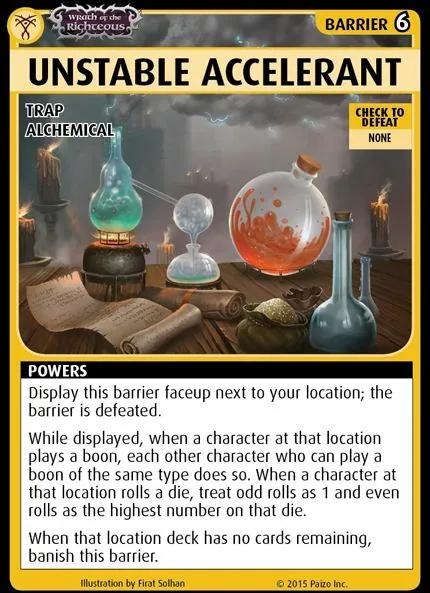 Wrath of the
Righteous
BARRIER 6
UNSTABLE ACCELERANT
TRAP
ALCHEMICAL
CHECK TO
DEFEAT
NONE
POWERS
Display this barrier faceup next to your location; the
barrier is defeated.
While displayed, when a character at that location
plays a boon, each other character who can play a
boon of the same type does so. When a character at
that location rolls a die, treat odd rolls as 1 and even
rolls as the highest number on that die.
When that location deck has no cards remaining,
banish this barrier.
Illustration by Firat Solhan
© 2015 Paizo Inc.